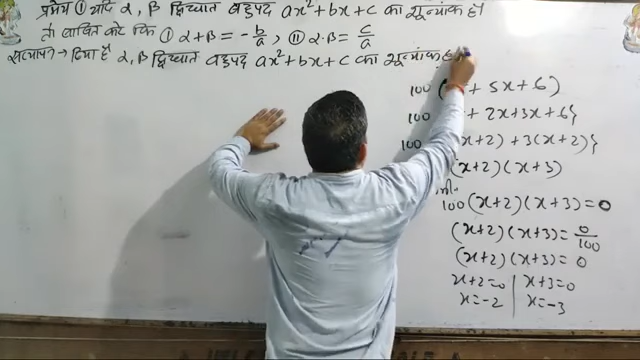 प्रमेय ① यदि α, β द्विघात बहुपद ax²+bx+c का शून्यांक हो
तो साबित करें कि ① α+β = -b/a, ⑪ α·β = c/a
सत्यापन → दिया है α, β द्विघात बहुपद ax²+bx+c का शून्यांक
100 ( + 5x+6)
100 + 2x+3x+6}
100 x+2) +3(x+2)}
(x+2)(x+3)
100(x+2)(x+3)=0
(x+2)(x+3)=0/100
(x+2)(x+3)=0
x+2=0 | x+3=0
x=-2 | x=-3